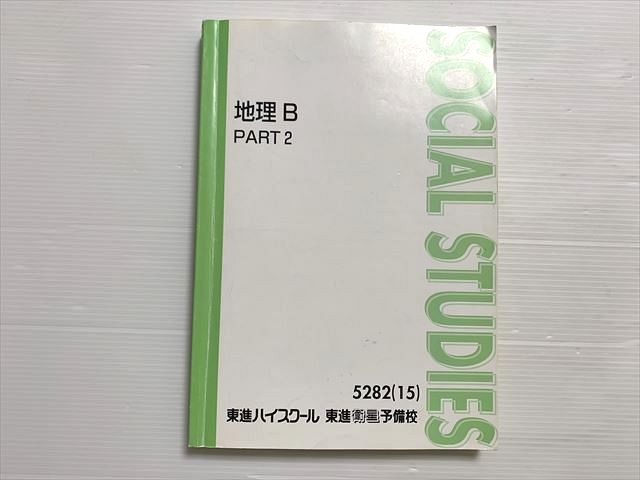 地理 B
PART 2
SOCIAL STUDIES
5282(15)
東進ハイスクール 東進衛星予備校